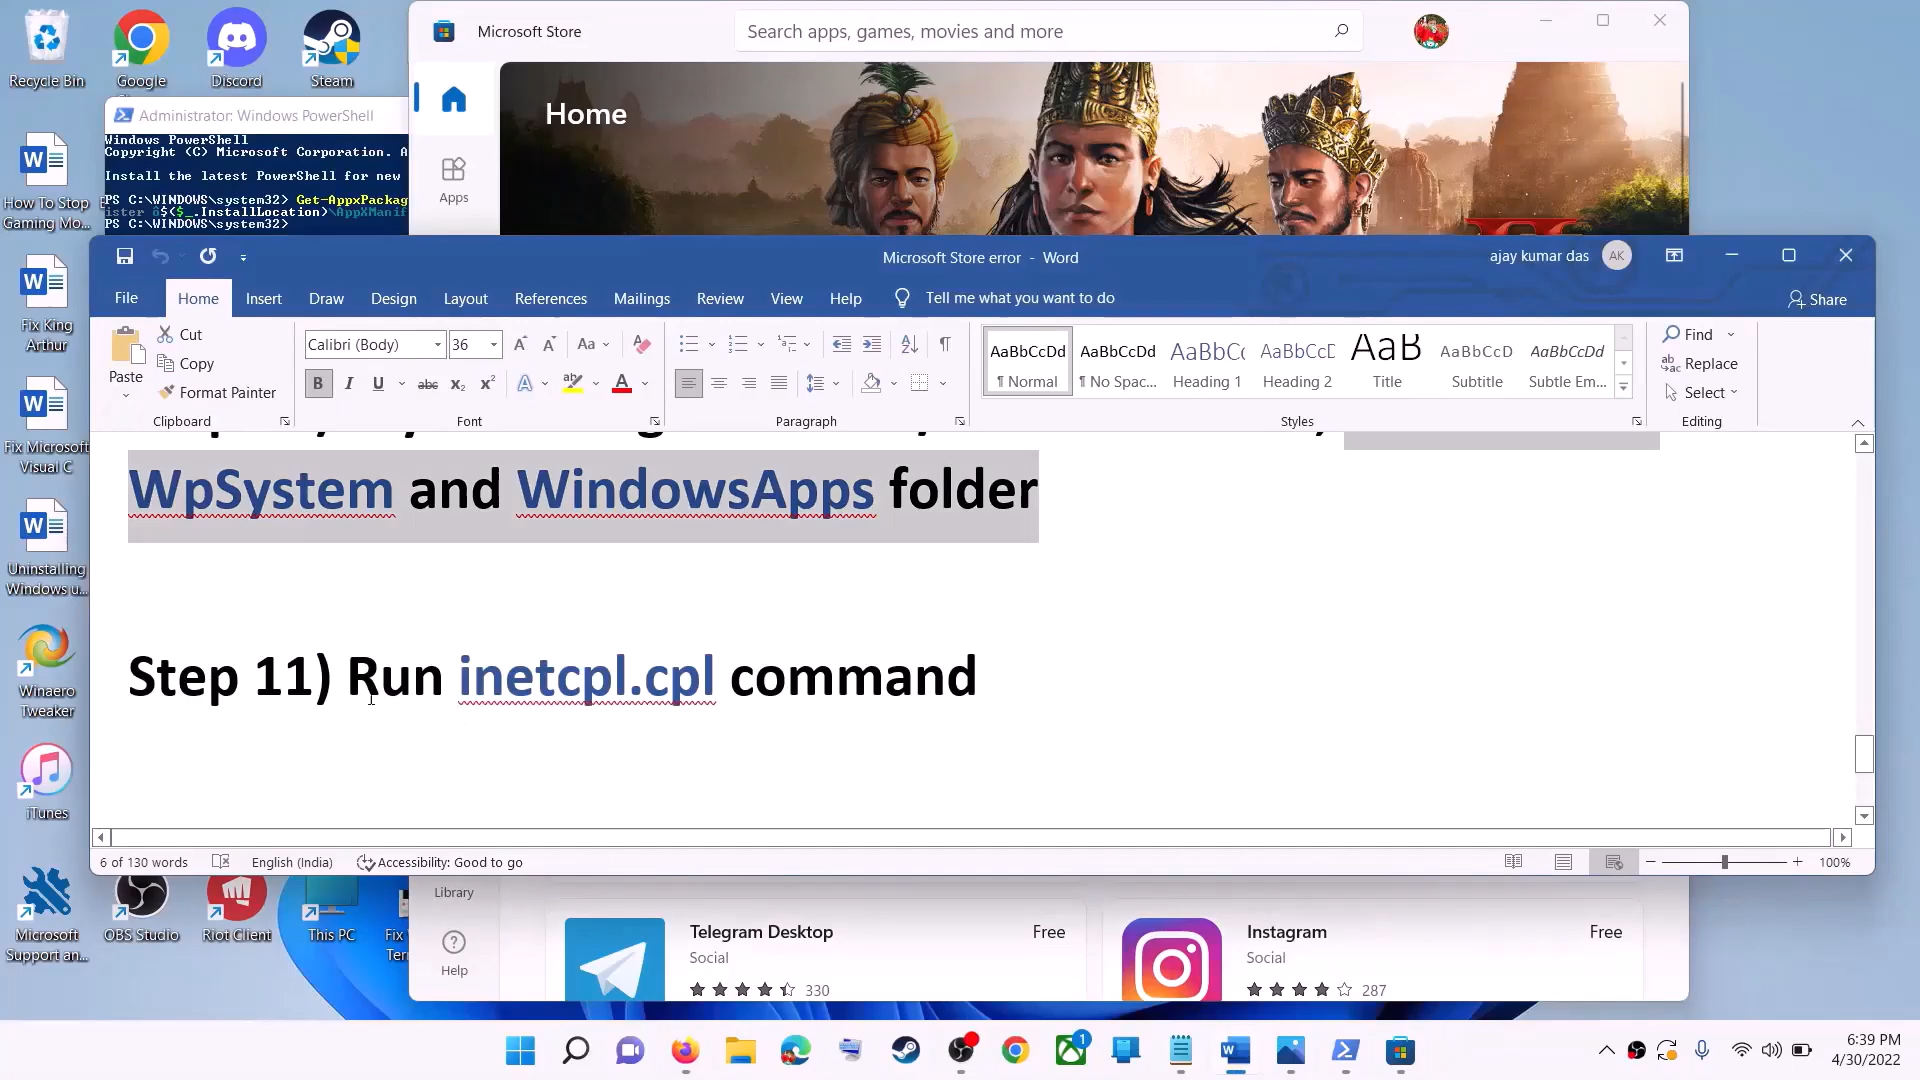 Recycle Bin
Google
Discord
Steam
Microsoft Store
Search apps, games, movies and more
Home
Apps
Administrator: Windows PowerShell
Windows PowerShell
Copyright (C) Microsoft Corporation. A
Install the latest PowerShell for new
PS C:\WINDOWS\system32> Get-AppxPackag
ister â$($_.InstallLocation)\AppXManif
PS C:\WINDOWS\system32>
How To Stop
Gaming Mo...
Fix King
Arthur
Fix Microsoft
Visual C
Uninstalling
Windows u...
Winaero
Tweaker
iTunes
Microsoft
Support an...
OBS Studio
Riot Client
This PC
Microsoft Store error - Word
ajay kumar das
AK
File
Home
Insert
Draw
Design
Layout
References
Mailings
Review
View
Help
Tell me what you want to do
Share
Paste
Cut
Copy
Format Painter
Clipboard
Calibri (Body)
36
Font
Paragraph
AaBbCcDd
¶ Normal
AaBbCcDd
¶ No Spac...
AaBbCc
Heading 1
AaBbCcD
Heading 2
AaB
Title
AaBbCcD
Subtitle
AaBbCcDd
Subtle Em...
Styles
Find
Replace
Select
Editing
WpSystem and WindowsApps folder
Step 11) Run inetcpl.cpl command
6 of 130 words
English (India)
Accessibility: Good to go
100%
Library
Help
Telegram Desktop
Free
Social
330
Instagram
Free
Social
287
1
6:39 PM
4/30/2022